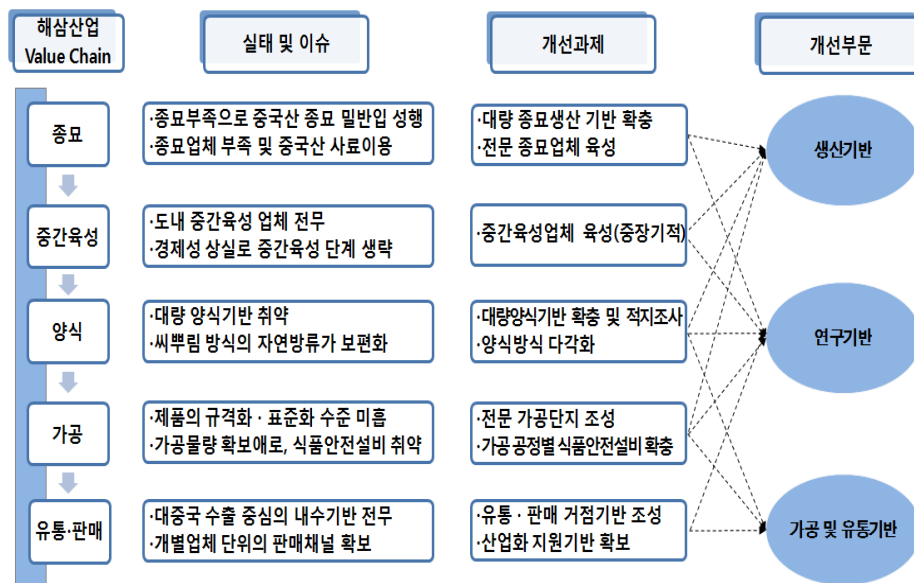 해삼산업
Value Chain
실태 및 이슈
개선과제
개선부문
종묘
·종묘부족으로 중국산 종묘 밀반입 성행
·종묘업체 부족 및 중국산 사료이용
·대량 종묘생산 기반 확충
·전문 종묘업체 육성
생산기반
중간육성
·도내 중간육성 업체 전무
·경제성 상실로 중간육성 단계 생략
·중간육성업체 육성(중장기적)
양식
·대량 양식기반 취약
·씨뿌림 방식의 자연방류가 보편화
·대량양식기반 확충 및 적지조사
·양식방식 다각화
연구기반
가공
·제품의 규격화 · 표준화 수준 미흡
·가공물량 확보애로, 식품안전설비 취약
·전문 가공단지 조성
·가공 공정별 식품안전설비 확충
유통·판매
·대중국 수출 중심의 내수기반 전무
·개별업체 단위의 판매채널 확보
·유통 · 판매 거점기반 조성
·산업화 지원기반 확보
가공 및 유통기반